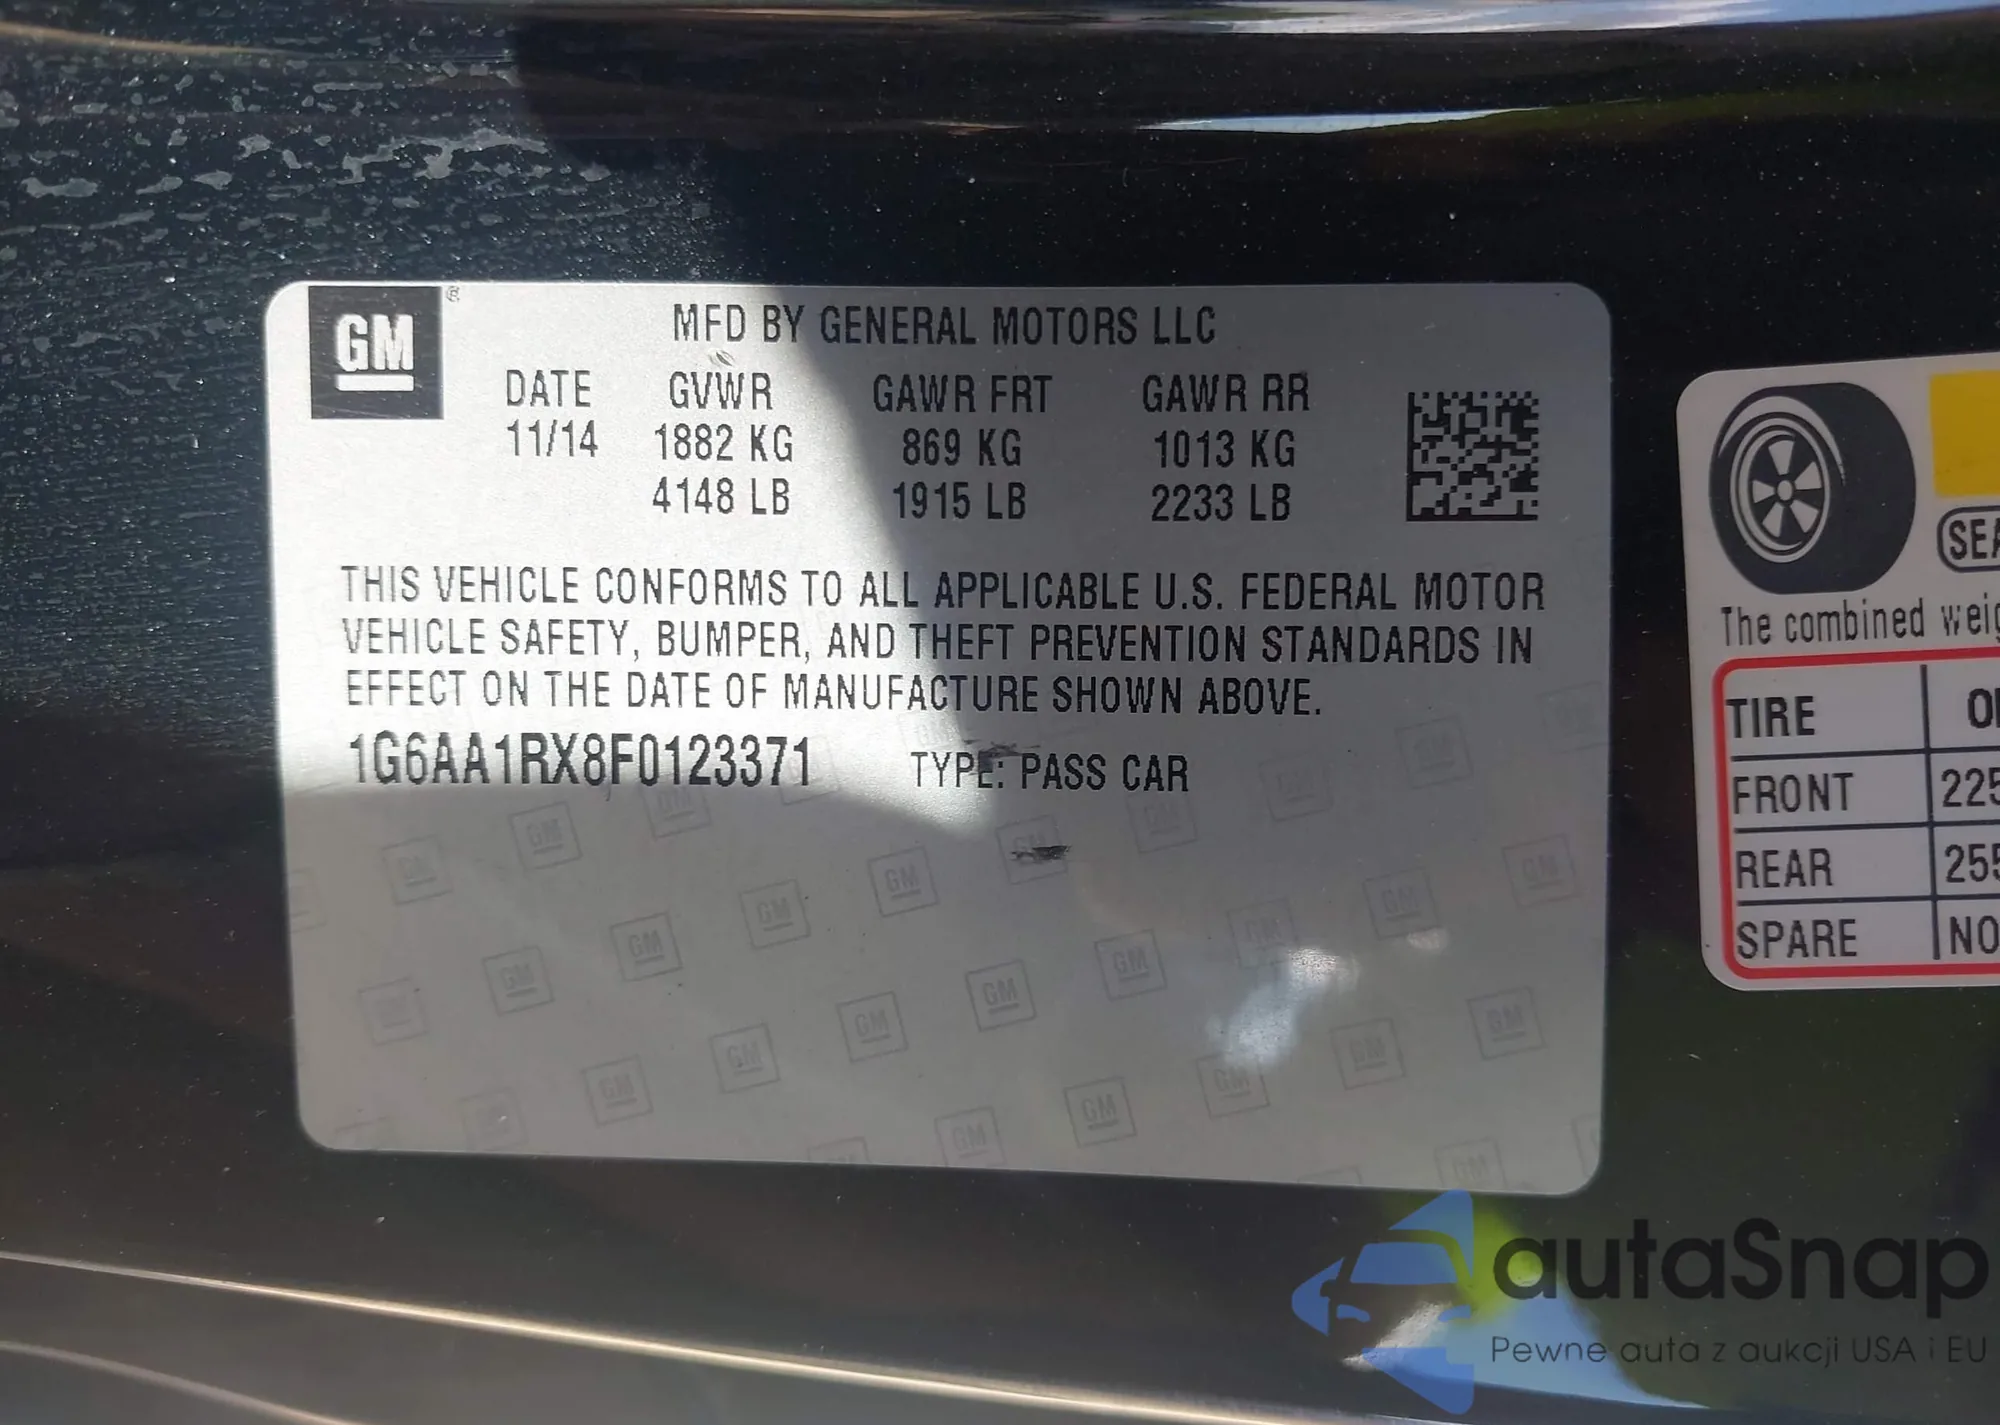 GM ®
MFD BY GENERAL MOTORS LLC
DATE GVWR GAWR FRT GAWR RR
11/14 1882 KG 869 KG 1013 KG
4148 LB 1915 LB 2233 LB
THIS VEHICLE CONFORMS TO ALL APPLICABLE U.S. FEDERAL MOTOR
VEHICLE SAFETY, BUMPER, AND THEFT PREVENTION STANDARDS IN
EFFECT ON THE DATE OF MANUFACTURE SHOWN ABOVE.
1G6AA1RX8F0123371 TYPE: PASS CAR
The combined
TIRE
FRONT 225
REAR 255
SPARE NO
autaSnap
Pewne auta z aukcji USA i EU